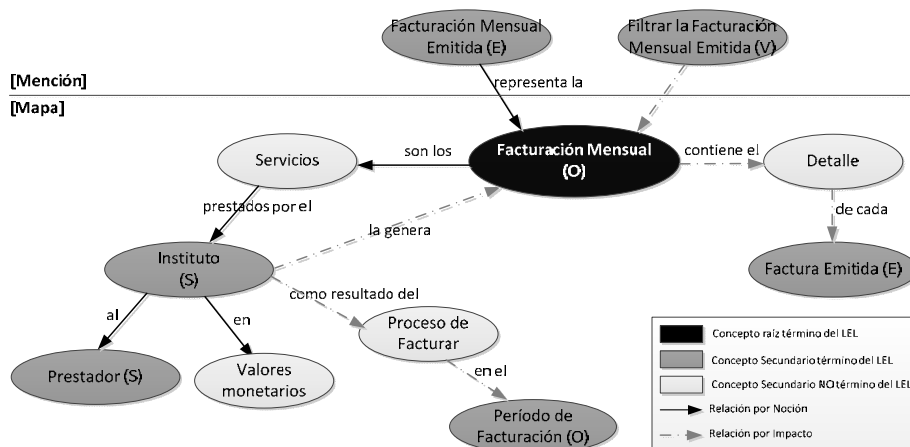 Facturación Mensual
Emitida (E)
Filtrar la Facturación
Mensual Emitida (V)
[Mención]
representa la
[Mapa]
Servicios
son los
Facturación Mensual
(O)
contiene el
Detalle
prestados por el
de cada
la genera
Instituto
(S)
Factura Emitida (E)
como resultado del
al
en
Proceso de
Facturar
Prestador (S)
Valores
monetarios
en el
Período de
Facturación (O)
Concepto raíz término del LEL
Concepto Secundario término del LEL
Concepto Secundario NO término del LEL
Relación por Noción
Relación por Impacto